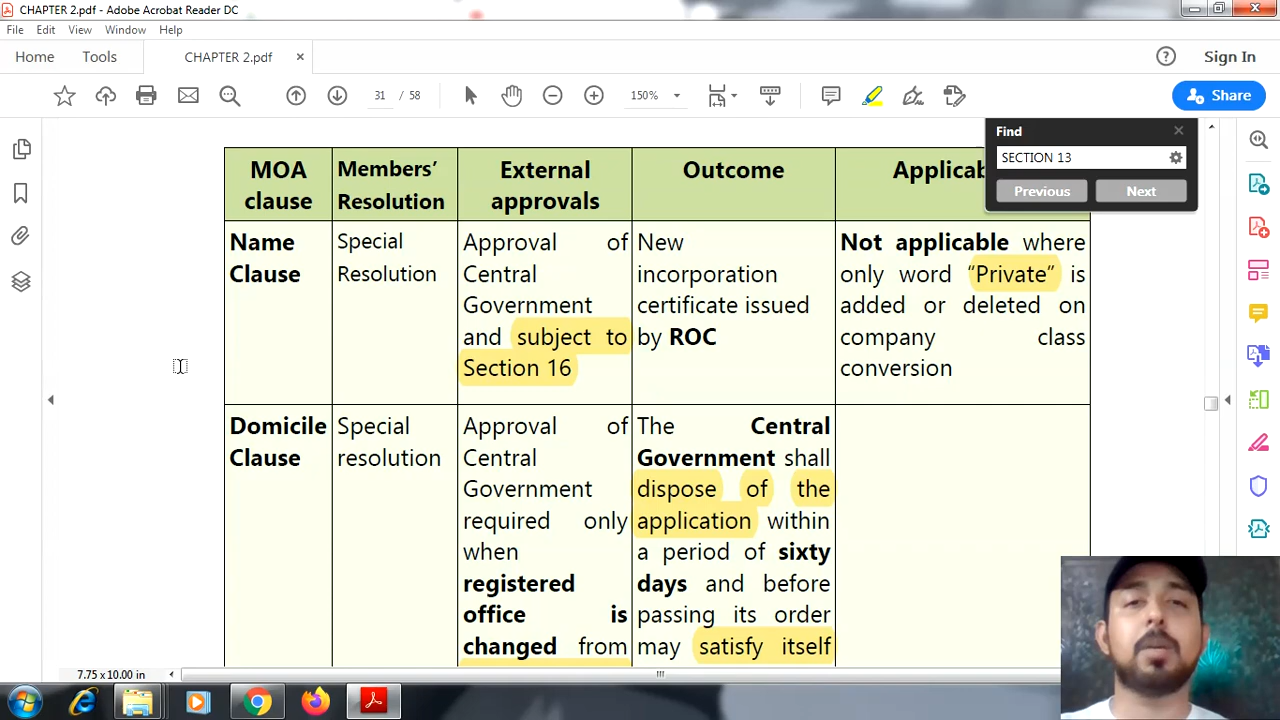 CHAPTER 2.pdf - Adobe Acrobat Reader DC
File Edit View Window Help
Home Tools CHAPTER 2.pdf × ? Sign In
31 / 58 150% Share
Find
SECTION 13
Previous Next
MOA clause
Members’ Resolution
External approvals
Outcome
Name Clause
Special Resolution
Approval of
Central
Government
and subject to
Section 16
New
incorporation
certificate issued
by ROC
Not applicable where
only word “Private” is
added or deleted on
company class
conversion
Domicile
Clause
Special
resolution
Approval of
Central
Government
required only
when
registered
office is
changed from
The Central
Government shall
dispose of the
application within
a period of sixty
days and before
passing its order
may satisfy itself
7.75 x 10.00 in